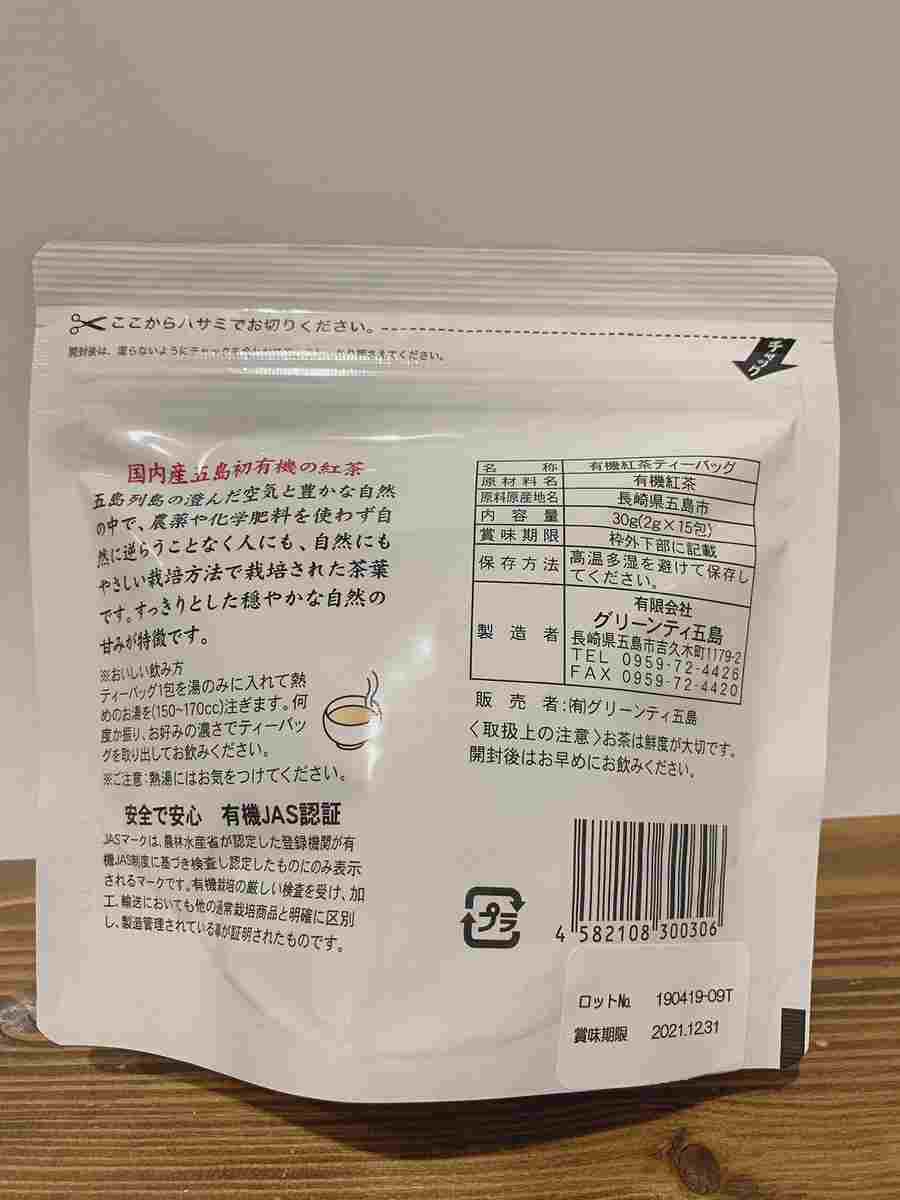 ここからハサミでお切りください。
開封後は、湿らないようにチャックを
かり押さえてください。
チャック
国内産五島初有機の紅茶
五島列島の澄んだ空気と豊かな自然
の中で、農薬や化学肥料を使わず自
然に逆らうことなく人にも、自然にも
やさしい栽培方法で栽培された茶葉
です。すっきりとした穏やかな自然の
甘みが特徴です。
※おいしい飲み方
ティーバッグ1包を湯のみに入れて熱
めのお湯を(150~170cc)注ぎます。何
度か振り、お好みの濃さでティーバッ
グを取り出してお飲みください。
※ご注意:熱湯にはお気をつけてください。
安全で安心 有機JAS認証
JASマークは、農林水産省が認定した登録機関が有
機JAS制度に基づき検査し認定したものにのみ表示
されるマークです。有機栽培の厳しい検査を受け、加
工、輸送においても他の通常栽培商品と明確に区別
し、製造管理されている事が証明されたものです。
名称 有機紅茶ティーバッグ
原材料名 有機紅茶
原料原産地名 長崎県五島市
内容量 30g(2g×15包)
賞味期限 枠外下部に記載
保存方法 高温多湿を避けて保存し
てください。
製造者 有限会社
グリーンティ五島
長崎県五島市吉久木町1179-2
TEL 0959-72-4426
FAX 0959-72-4420
販売者:(有)グリーンティ五島
〈取扱上の注意〉お茶は鮮度が大切です。
開封後はお早めにお飲みください。
プラ
4 582108 300306
ロット№ 190419-09T
賞味期限 2021.12.31